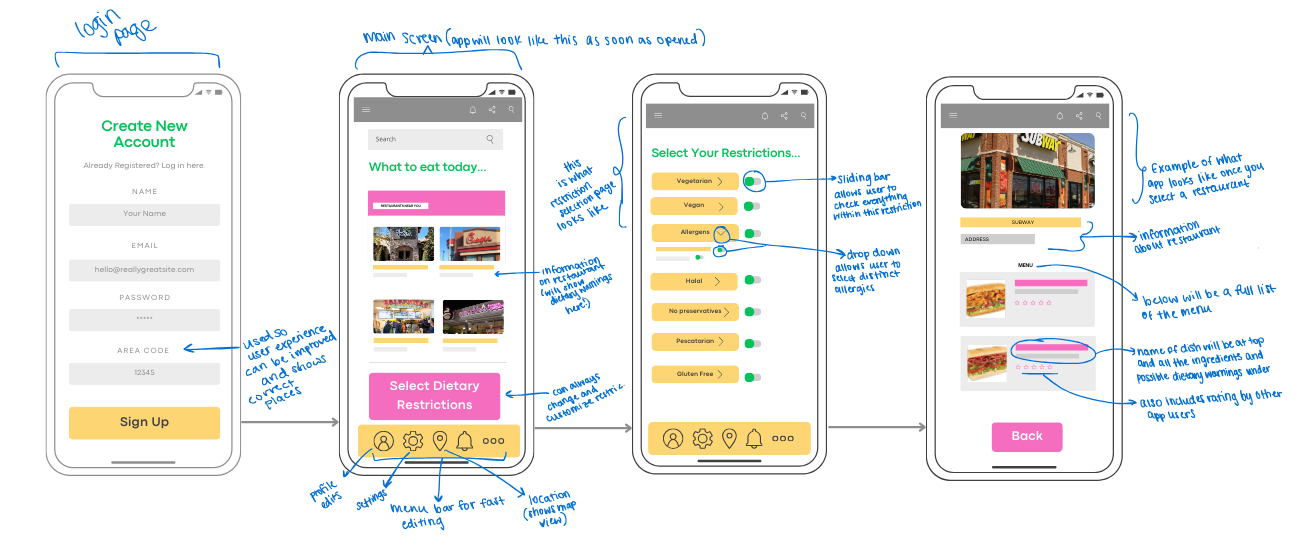 login
page
main screen (app will look like this as soon as opened)
Create New
Account
Already Registered? Log in here.
NAME
Your Name
EMAIL
hello@reallygreatsite.com
PASSWORD
*****
AREA CODE
12345
Sign Up
used so
user experience
can be improved
and shows
correct
places
Search
What to eat today...
RESTAURANTS NEAR YOU
information
on restaurant
(will show
dietary warnings
here!)
Select Dietary
Restrictions
can always
change and
customize restric.
profile
edits
settings
menu bar for fast
editing
location
(shows map
view)
this
is what
restriction
selection page
looks like
Select Your Restrictions...
Vegetarian
Vegan
Allergens
Halal
No preservatives
Pescatarian
Gluten Free
Sliding bar
allows user to
check everything
within this restriction
drop down
allows user to
select distinct
allergies
SUBWAY
SUBWAY
ADDRESS
MENU
Back
Example of what
app looks like once you
select a restaurant
information
about restaurant
below will be a full list
of the menu
name of dish will be at top
and all the ingredients and
possible dietary warnings under
also includes rating by other
app users